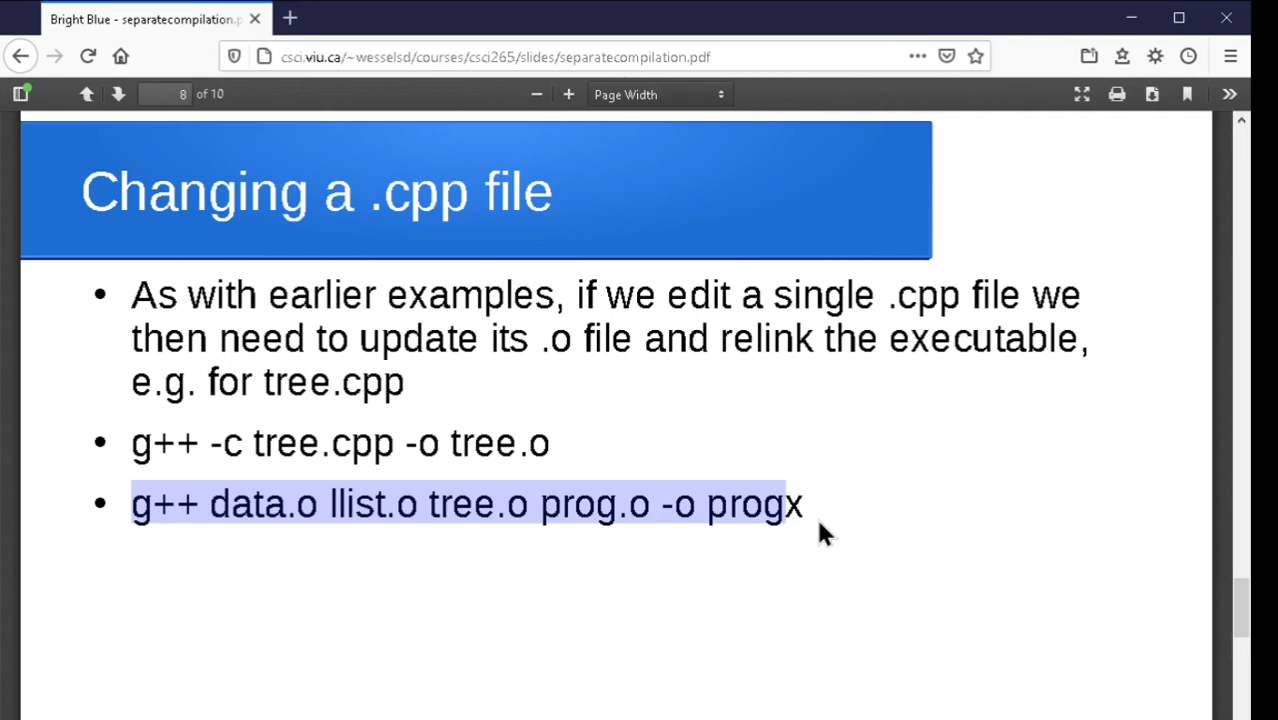 Bright Blue - separatecompilation.p
csci.viu.ca/~wesselsd/courses/csci265/slides/separatecompilation.pdf
8 of 10
Page Width
Changing a .cpp file
• As with earlier examples, if we edit a single .cpp file we
then need to update its .o file and relink the executable,
e.g. for tree.cpp
• g++ -c tree.cpp -o tree.o
• g++ data.o llist.o tree.o prog.o -o progx